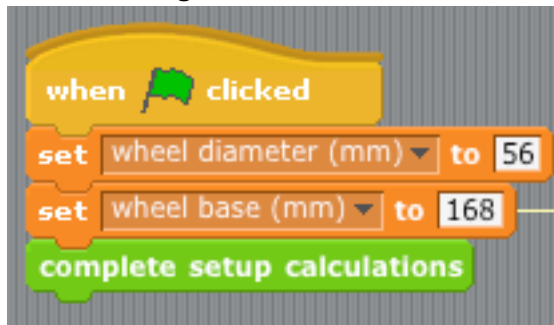 when clicked
set wheel diameter (mm) to 56
set wheel base (mm) to 168
complete setup calculations